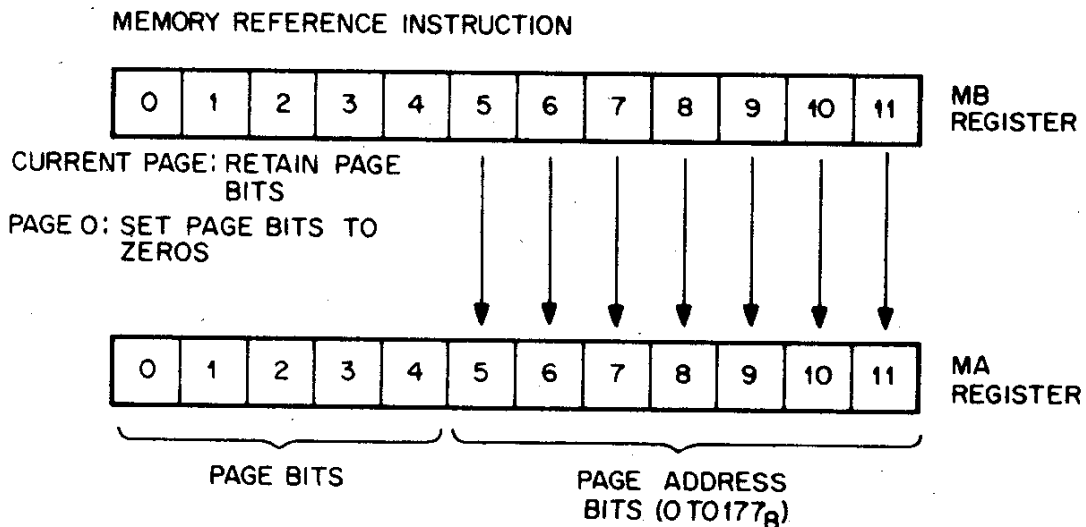 MEMORY REFERENCE INSTRUCTION
0 1 2 3 4 5 6 7 8 9 10 11
MB
REGISTER
CURRENT PAGE: RETAIN PAGE
BITS
PAGE 0: SET PAGE BITS TO
ZEROS
0 1 2 3 4 5 6 7 8 9 10 11
MA
REGISTER
PAGE BITS
PAGE ADDRESS
BITS (0 TO 177₈)